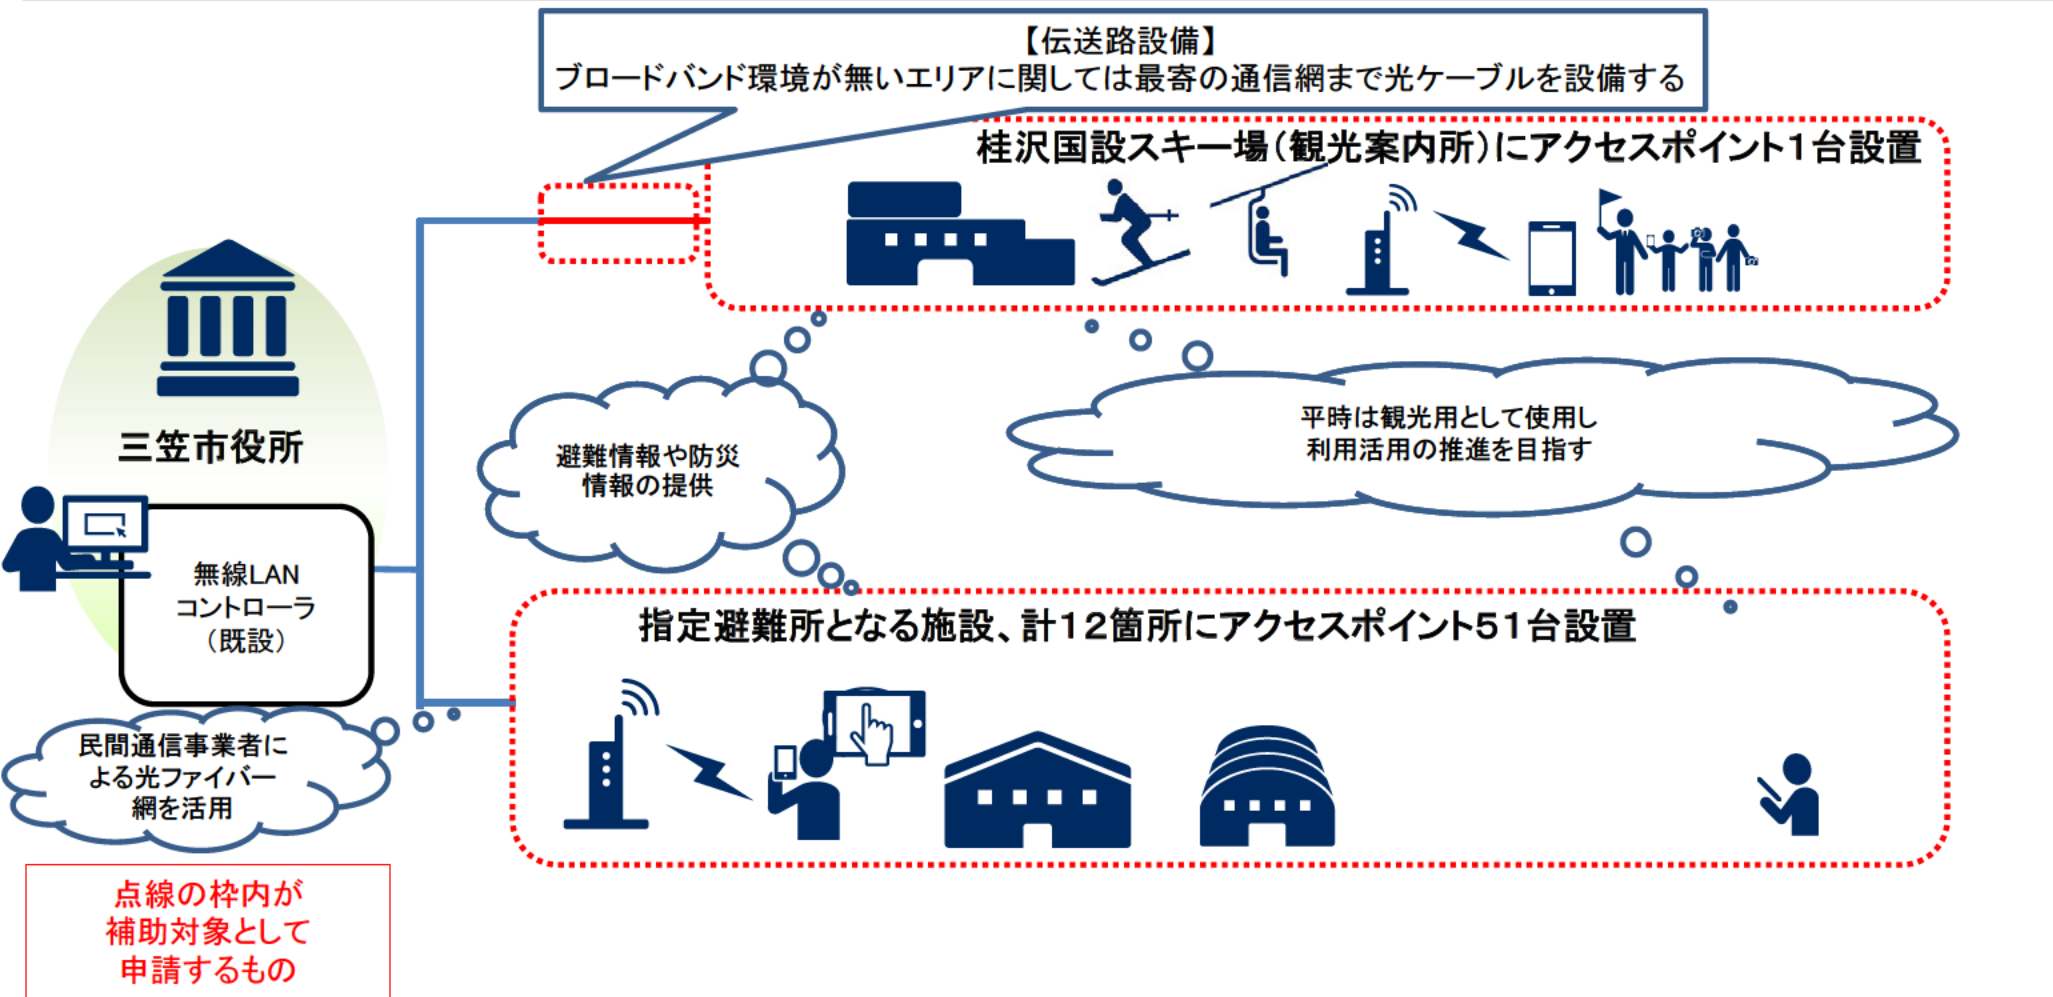 【伝送路設備】
ブロードバンド環境が無いエリアに関しては最寄の通信網まで光ケーブルを設備する
桂沢国設スキー場(観光案内所)にアクセスポイント1台設置
三笠市役所
避難情報や防災
情報の提供
平時は観光用として使用し
利用活用の推進を目指す
無線LAN
コントローラ
(既設)
指定避難所となる施設、計12箇所にアクセスポイント51台設置
民間通信事業者に
よる光ファイバー
網を活用
点線の枠内が
補助対象として
申請するもの